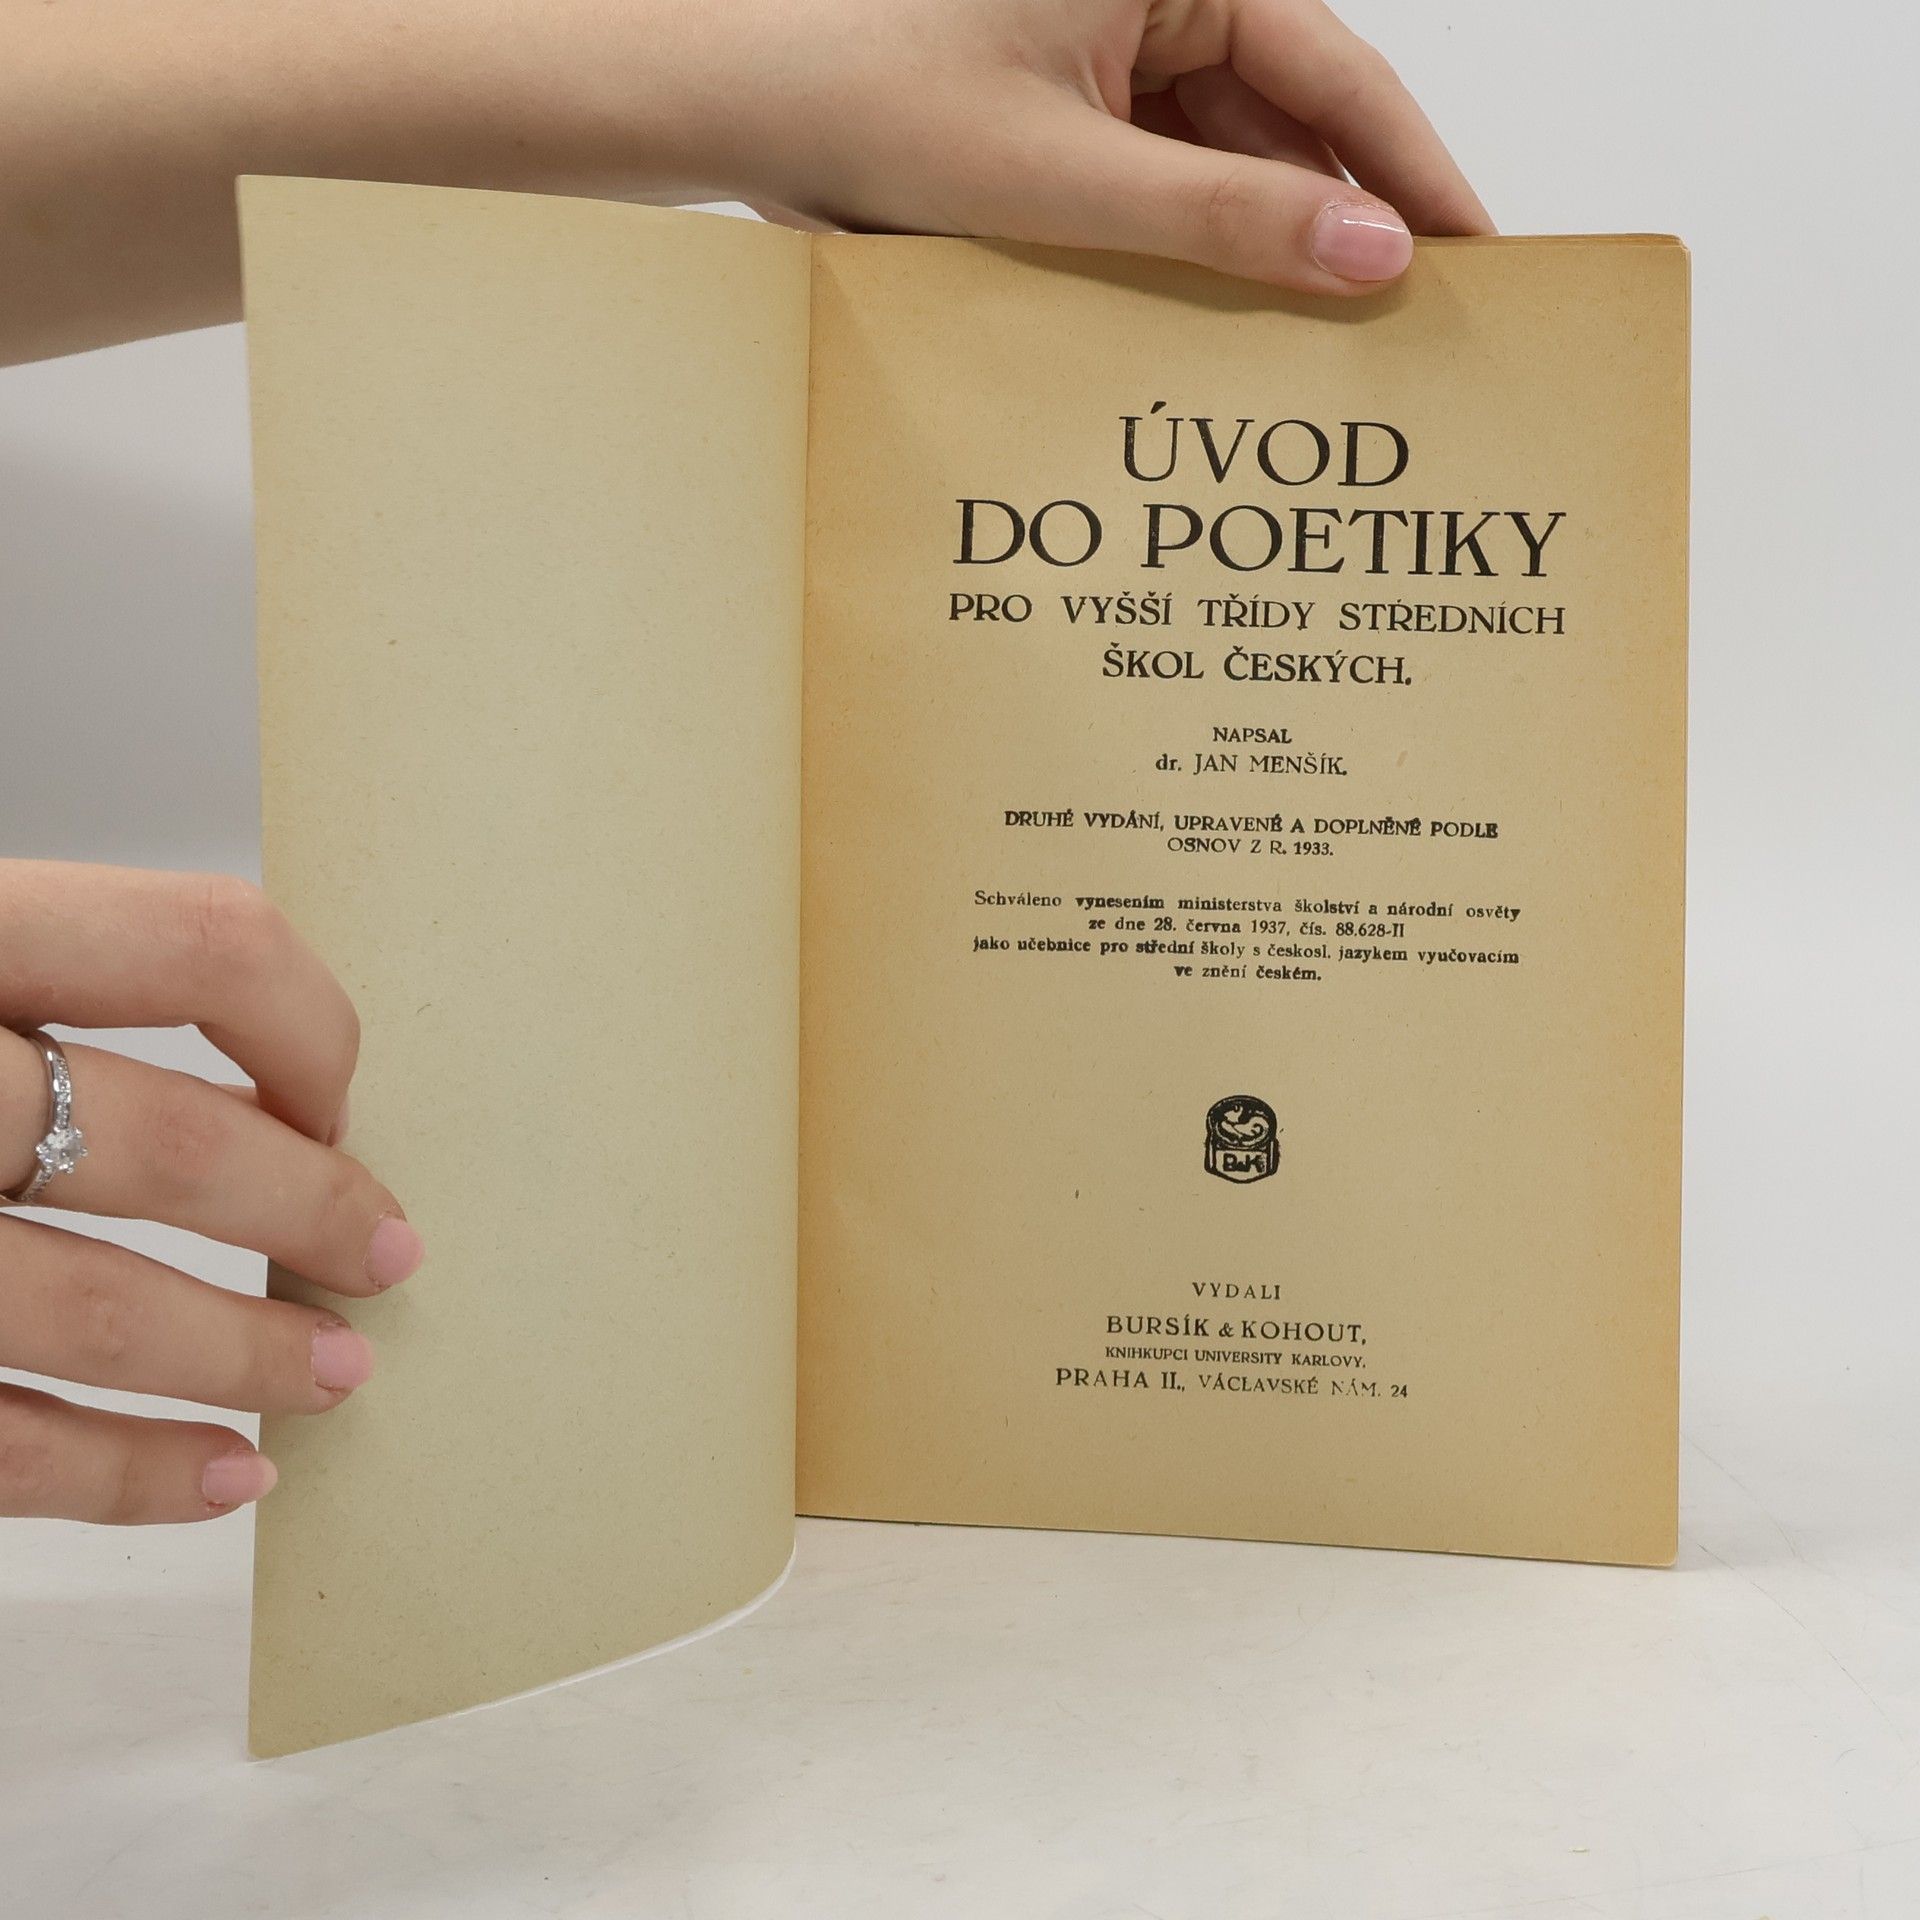 ÚVOD
DO POETIKY
PRO VYŠŠÍ TŘÍDY STŘEDNÍCH
ŠKOL ČESKÝCH.
NAPSAL
dr. JAN MENŠÍK.
DRUHÉ VYDÁNÍ, UPRAVENÉ A DOPLNĚNÉ PODLE
OSNOV Z R. 1933.
Schváleno vynesením ministerstva školství a národní osvěty
ze dne 28. června 1937, čís. 88.628-II
jako učebnice pro střední školy s českosl. jazykem vyučovacím
ve znění českém.
B&K
VYDALI
BURSÍK & KOHOUT,
KNIHKUPCI UNIVERSITY KARLOVY,
PRAHA II., VÁCLAVSKÉ NÁM. 24